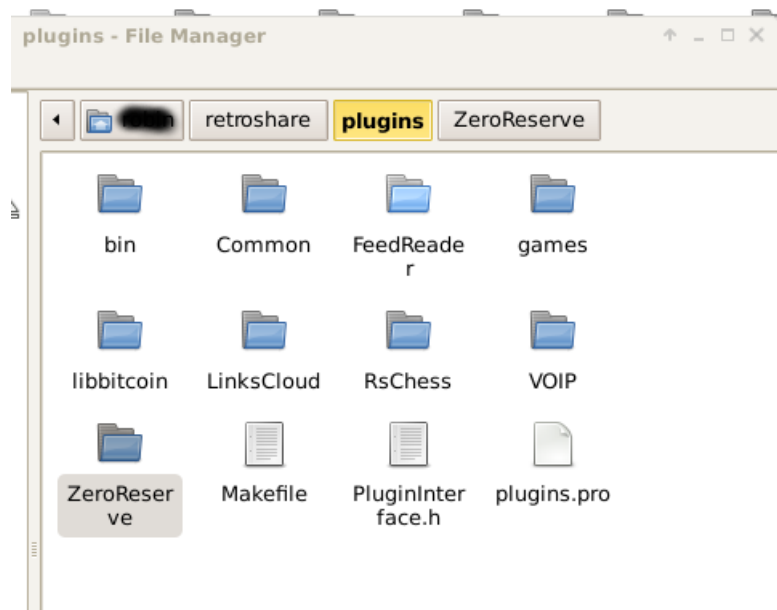 plugins - File Manager
retroshare plugins ZeroReserve
bin Common FeedReade
r games
libbitcoin LinksCloud RsChess VOIP
ZeroReser
ve Makefile PluginInter
face.h plugins.pro